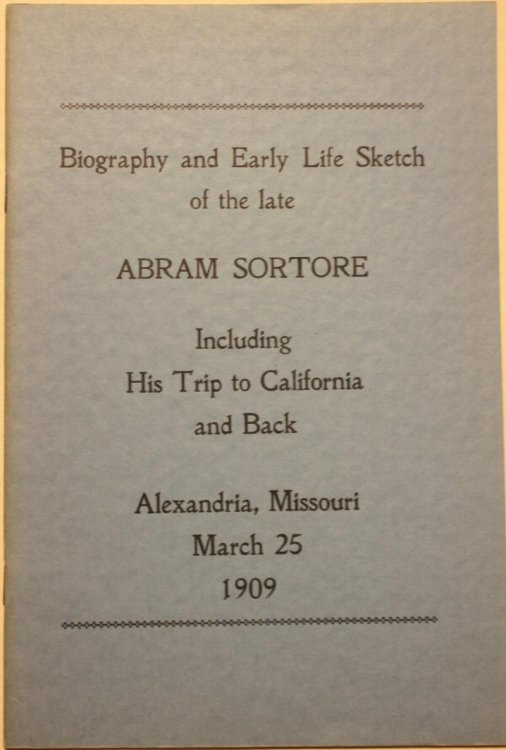 Biography and Early Life Sketch
of the late
ABRAM SORTORE
Including
His Trip to California
and Back
Alexandria, Missouri
March 25
1909